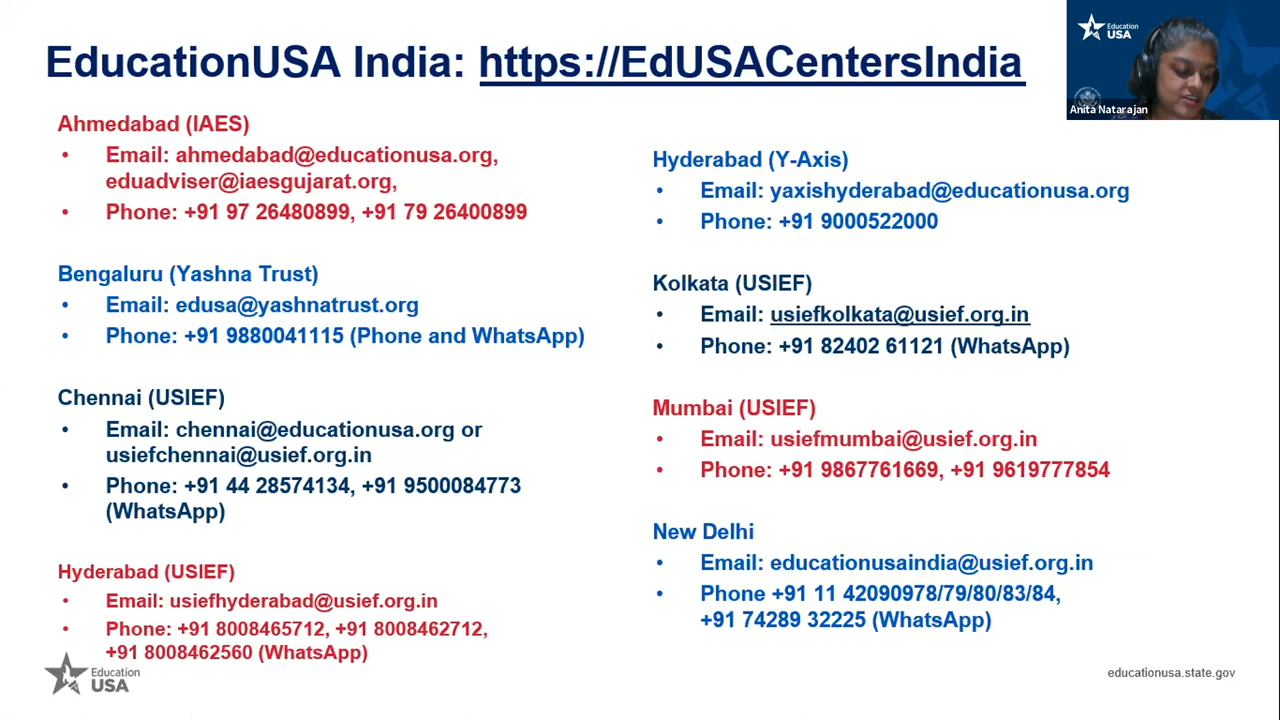 EducationUSA India: https://EdUSACentersIndia
Education
USA
Anita Natarajan
Ahmedabad (IAES)
• Email: ahmedabad@educationusa.org,
eduadviser@iaesgujarat.org,
• Phone: +91 97 26480899, +91 79 26400899
Bengaluru (Yashna Trust)
• Email: edusa@yashnatrust.org
• Phone: +91 9880041115 (Phone and WhatsApp)
Chennai (USIEF)
• Email: chennai@educationusa.org or
usiefchennai@usief.org.in
• Phone: +91 44 28574134, +91 9500084773
(WhatsApp)
Hyderabad (USIEF)
• Email: usiefhyderabad@usief.org.in
• Phone: +91 8008465712, +91 8008462712,
+91 8008462560 (WhatsApp)
Hyderabad (Y-Axis)
• Email: yaxishyderabad@educationusa.org
• Phone: +91 9000522000
Kolkata (USIEF)
• Email: usiefkolkata@usief.org.in
• Phone: +91 82402 61121 (WhatsApp)
Mumbai (USIEF)
• Email: usiefmumbai@usief.org.in
• Phone: +91 9867761669, +91 9619777854
New Delhi
• Email: educationusaindia@usief.org.in
• Phone +91 11 42090978/79/80/83/84,
+91 74289 32225 (WhatsApp)
Education
USA
educationusa.state.gov